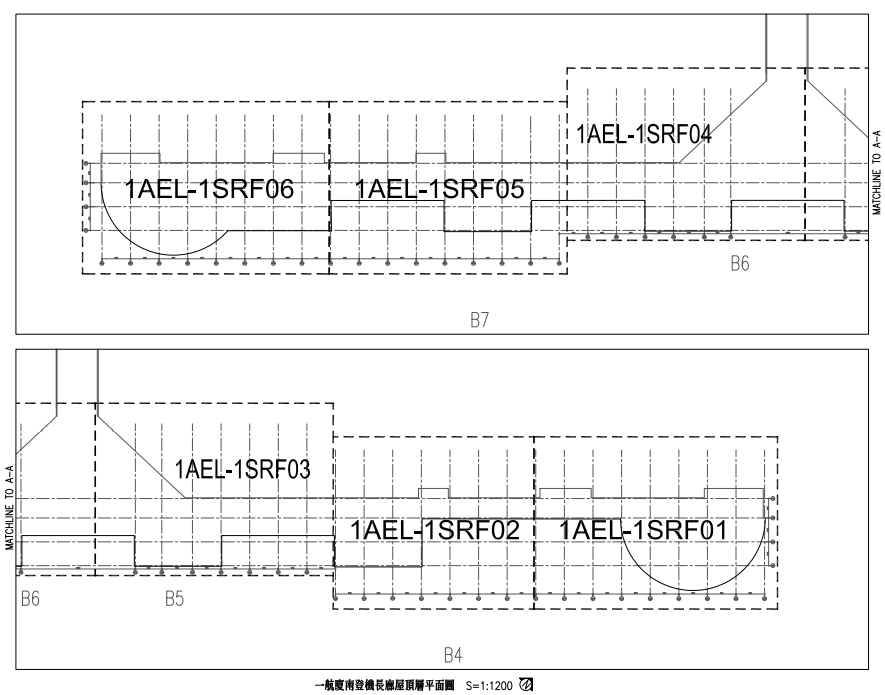 1AEL-1SRF04
MATCHLINE TO A-A
1AEL-1SRF06
1AEL-1SRF05
B6
B7
1AEL-1SRF03
MATCHLINE TO A-A
1AEL-1SRF02
1AEL-1SRF01
B6
B5
B4
一航廈南登機長廊屋頂層平面圖 S=1:1200